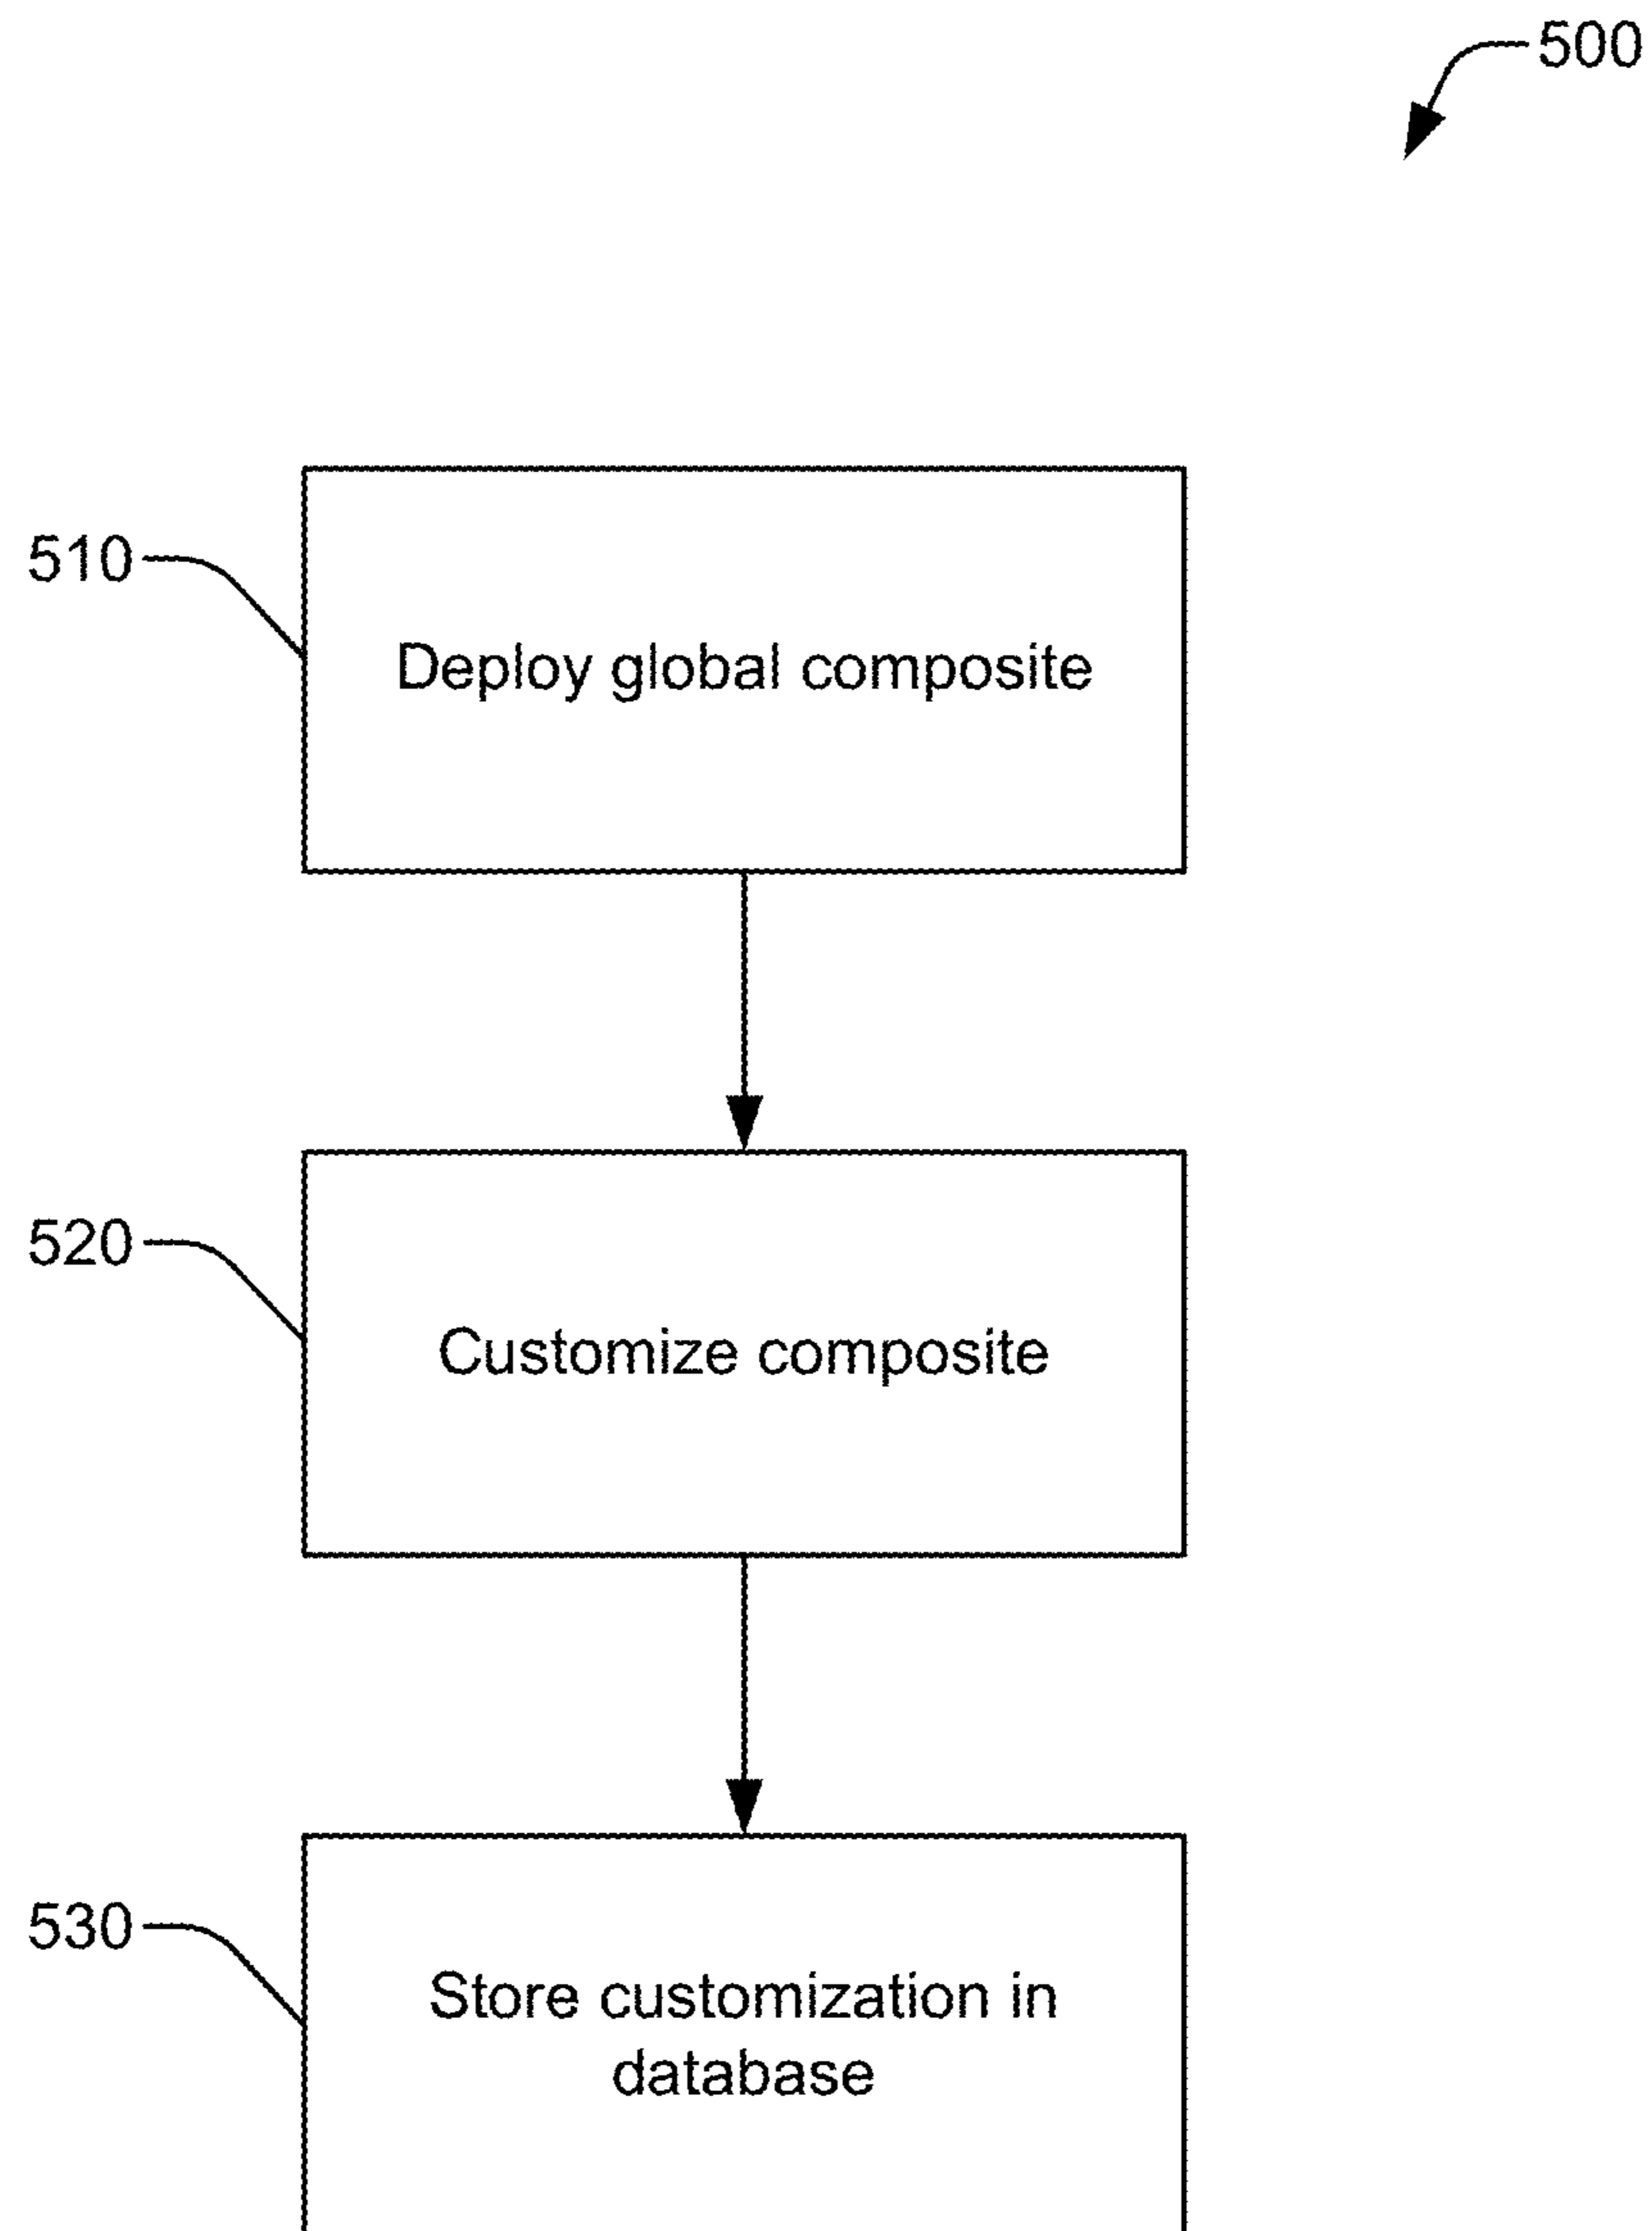 500
510
Deploy global composite
520
Customize composite
530
Store customization in
database